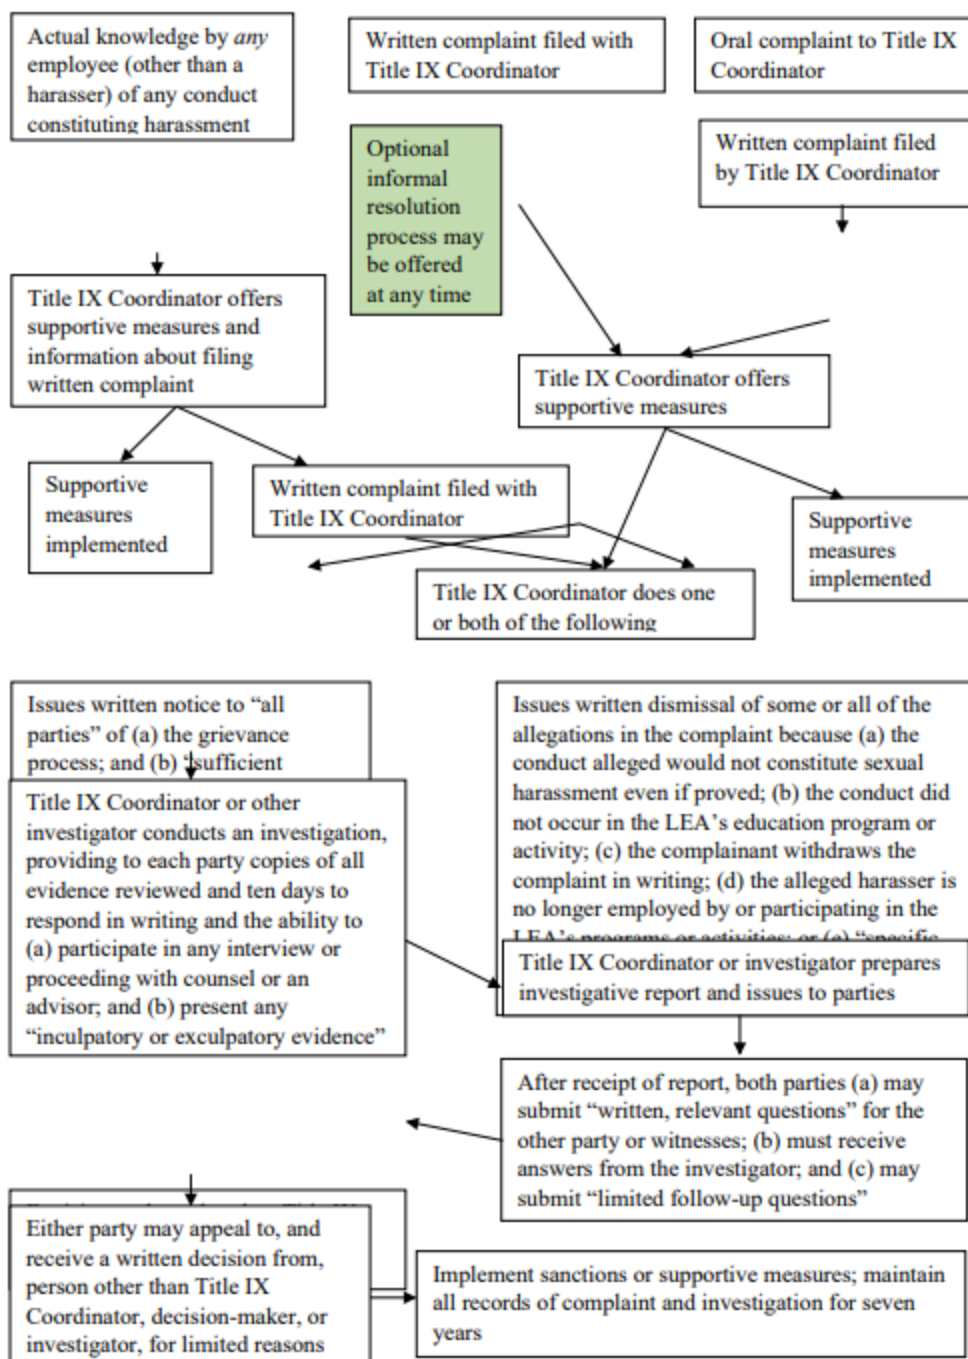 Actual knowledge by any
employee (other than a
harasser) of any conduct
constituting harassment
Written complaint filed with
Title IX Coordinator
Oral complaint to Title IX
Coordinator
Written complaint filed
by Title IX Coordinator
Optional
informal
resolution
process may
be offered
at any time
Title IX Coordinator offers
supportive measures and
information about filing
written complaint
Title IX Coordinator offers
supportive measures
Supportive
measures
implemented
Written complaint filed with
Title IX Coordinator
Supportive
measures
implemented
Title IX Coordinator does one
or both of the following
Issues written notice to “all
parties” of (a) the grievance
process; and (b) “sufficient
Issues written dismissal of some or all of the
allegations in the complaint because (a) the
conduct alleged would not constitute sexual
harassment even if proved; (b) the conduct did
not occur in the LEA’s education program or
activity; (c) the complainant withdraws the
complaint in writing; (d) the alleged harasser is
no longer employed by or participating in the
LEA’s programs or activities; or (e) “specific
Title IX Coordinator or other
investigator conducts an investigation,
providing to each party copies of all
evidence reviewed and ten days to
respond in writing and the ability to
(a) participate in any interview or
proceeding with counsel or an
advisor; and (b) present any
“inculpatory or exculpatory evidence”
Title IX Coordinator or investigator prepares
investigative report and issues to parties
After receipt of report, both parties (a) may
submit “written, relevant questions” for the
other party or witnesses; (b) must receive
answers from the investigator; and (c) may
submit “limited follow-up questions”
Either party may appeal to, and
receive a written decision from,
person other than Title IX
Coordinator, decision-maker, or
investigator, for limited reasons
Implement sanctions or supportive measures; maintain
all records of complaint and investigation for seven
years